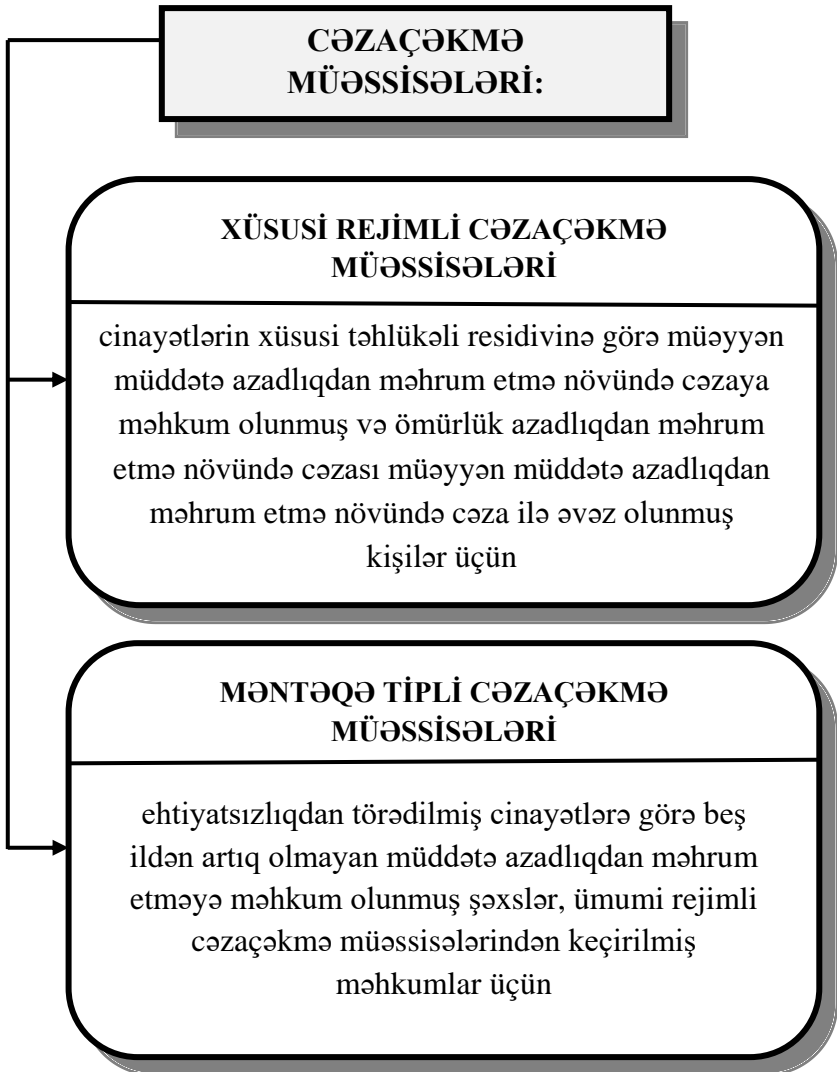 CƏZAÇƏKMƏ
MÜƏSSİSƏLƏRİ:
XÜSUSİ REJİMLİ CƏZAÇƏKMƏ
MÜƏSSİSƏLƏRİ
cinayətlərin xüsusi təhlükəli residivinə görə müəyyən
müddətə azadlıqdan məhrum etmə növündə cəzaya
məhkum olunmuş və ömürlük azadlıqdan məhrum
etmə növündə cəzası müəyyən müddətə azadlıqdan
məhrum etmə növündə cəza ilə əvəz olunmuş
kişilər üçün
MƏNTƏQƏ TİPLİ CƏZAÇƏKMƏ
MÜƏSSİSƏLƏRİ
ehtiyatsızlıqdan törədilmiş cinayətlərə görə beş
ildən artıq olmayan müddətə azadlıqdan məhrum
etməyə məhkum olunmuş şəxslər, ümumi rejimli
cəzaçəkmə müəssisələrindən keçirilmiş
məhkumlar üçün